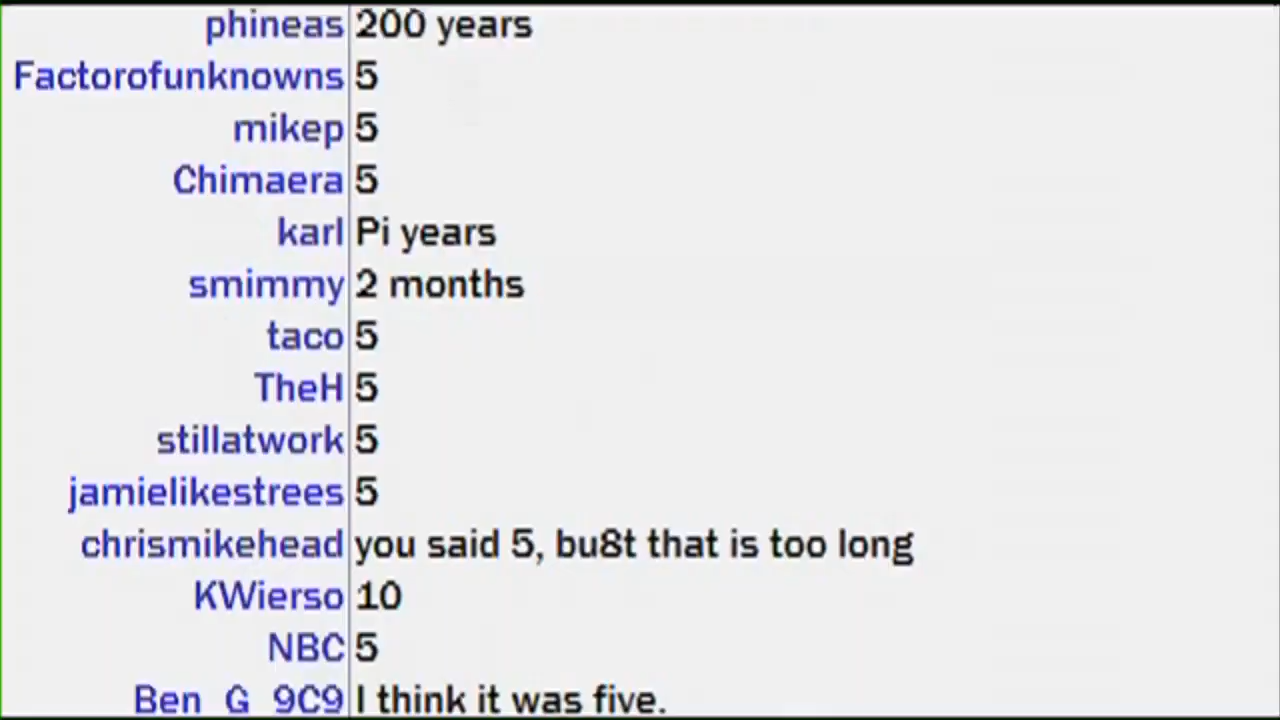 phineas 200 years
Factorofunknowns 5
mikep 5
Chimaera 5
karl Pi years
smimmy 2 months
taco 5
TheH 5
stillatwork 5
jamielikestrees 5
chrismikehead you said 5, bu8t that is too long
KWierso 10
NBC 5
Ben_G_9C9 I think it was five.